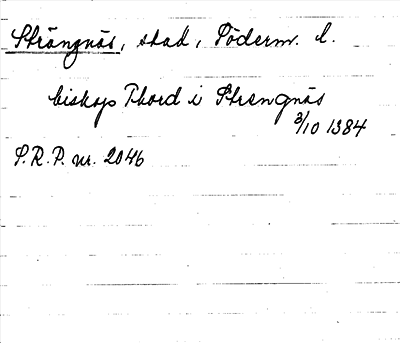 Strängnäs, stad, Söderm. l.
biskop Thord i Strengnäs
3/10 1384
S.R.P. nr. 2046